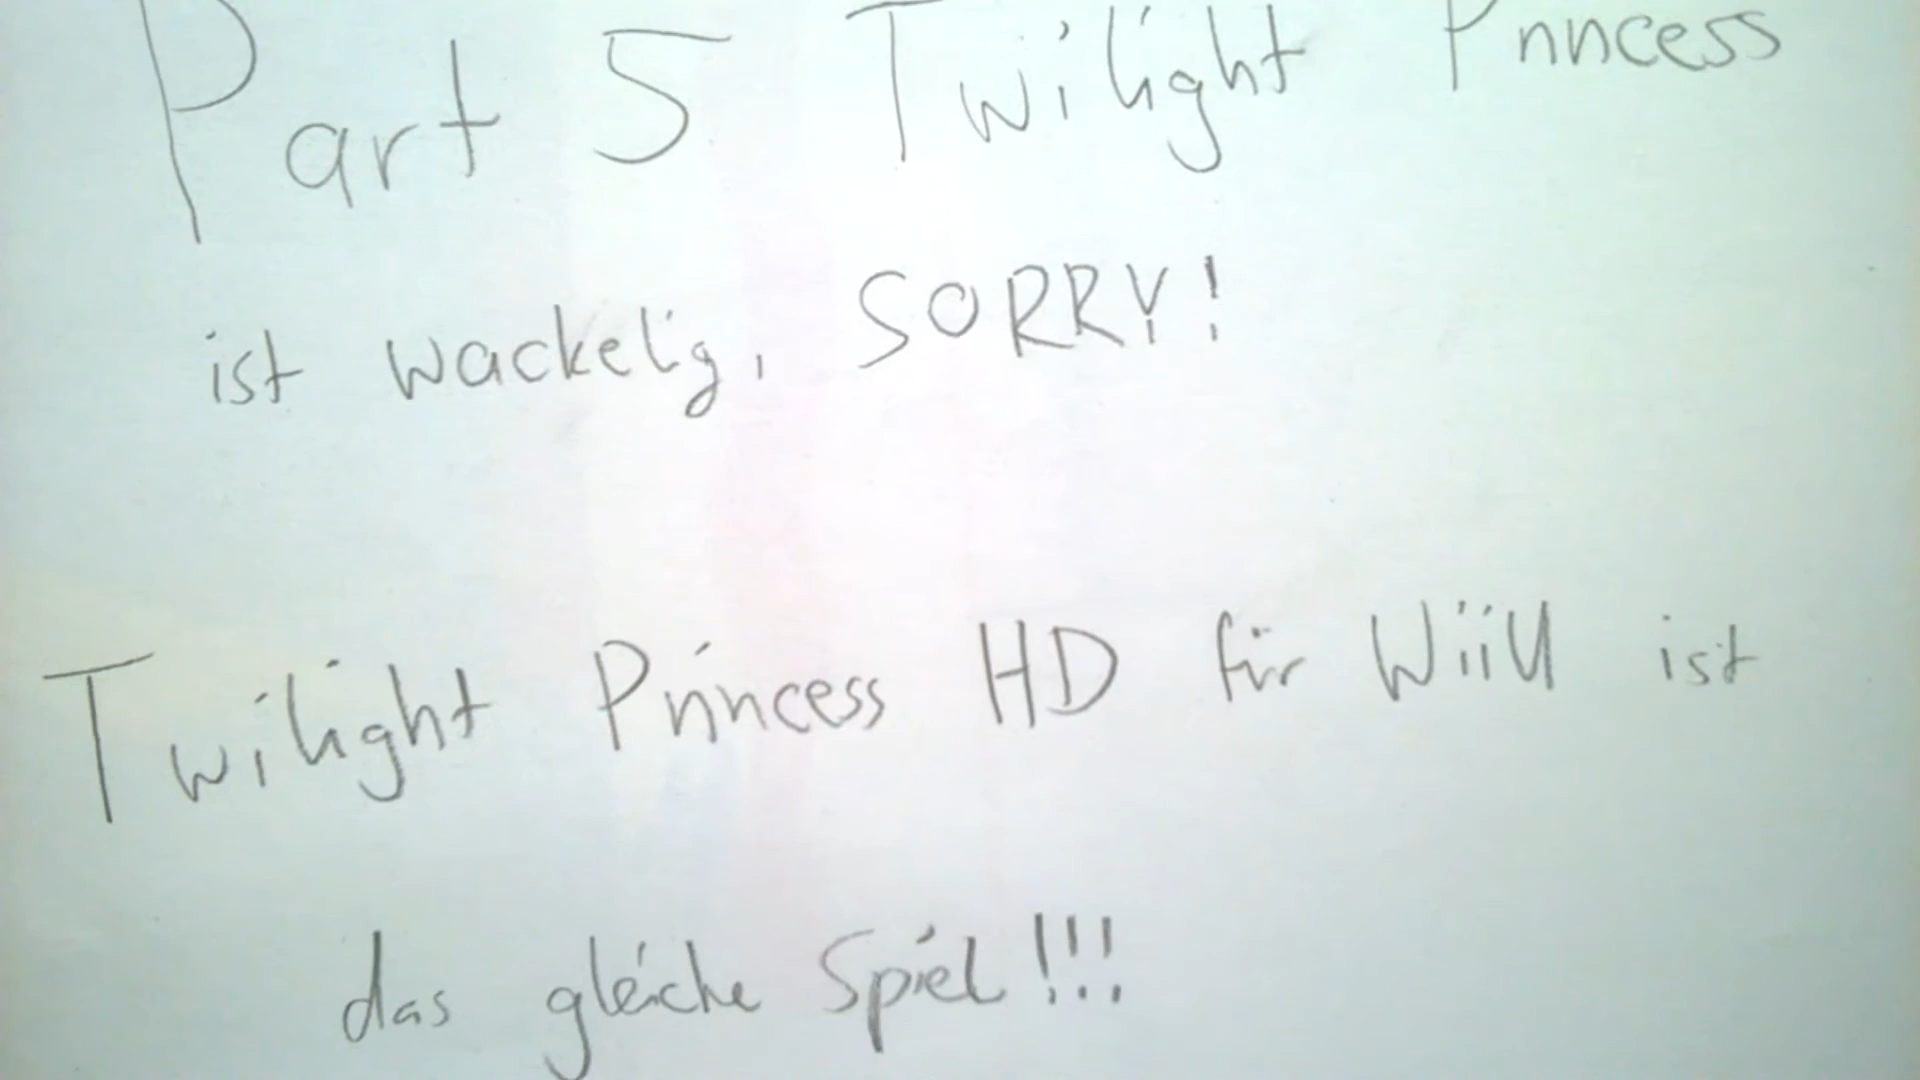 Part 5 Twilight Princess
ist wackelig, SORRY!
Twilight Princess HD für WiiU ist
das gleiche Spiel!!!